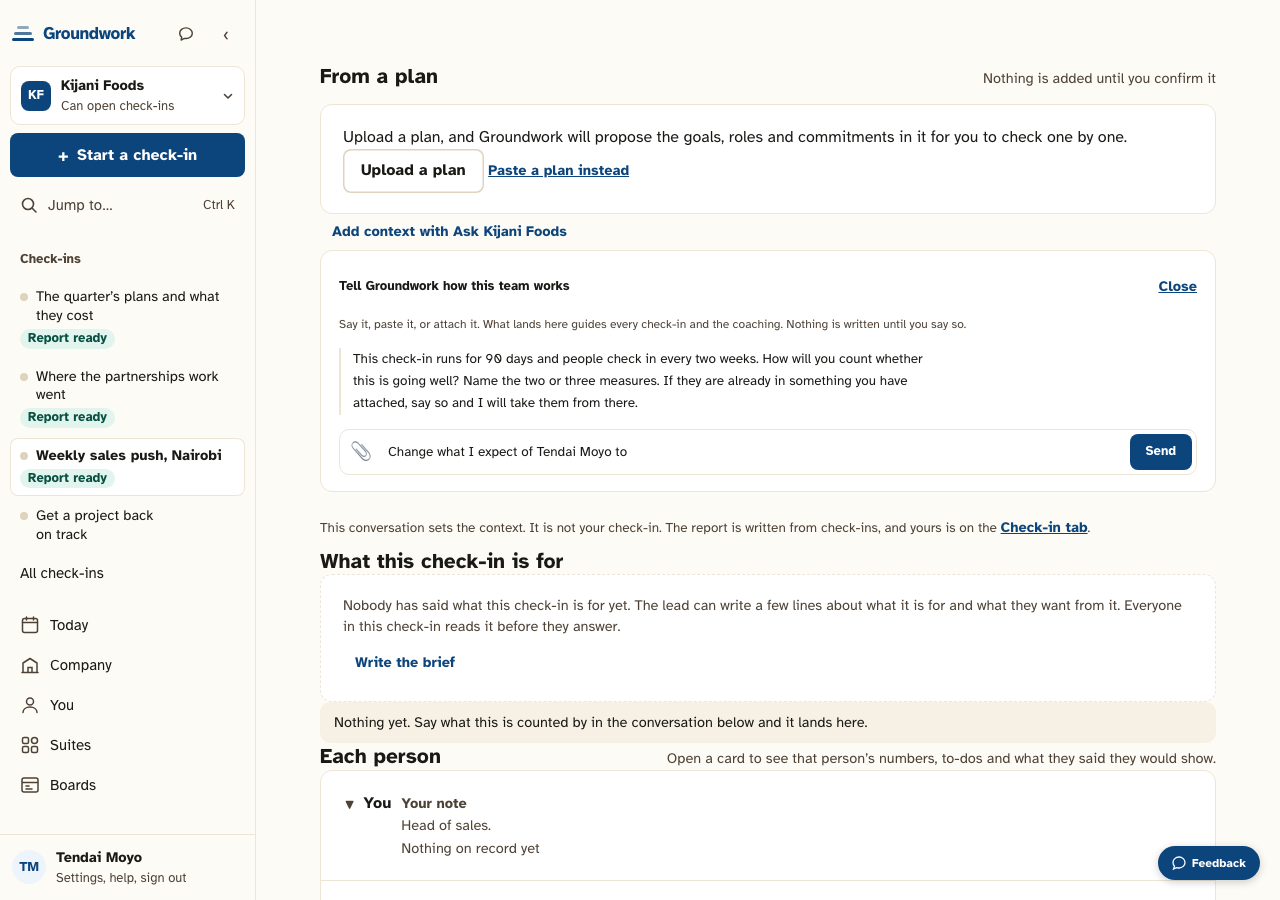 Groundwork
KF
Kijani Foods
Can open check-ins
+ Start a check-in
Jump to...
Ctrl K
Check-ins
The quarter's plans and what
they cost
Report ready
Where the partnerships work
went
Report ready
Weekly sales push, Nairobi
Report ready
Get a project back
on track
All check-ins
Today
Company
You
Suites
Boards
TM
Tendai Moyo
Settings, help, sign out
From a plan
Nothing is added until you confirm it
Upload a plan, and Groundwork will propose the goals, roles and commitments in it for you to check one by one.
Upload a plan
Paste a plan instead
Add context with Ask Kijani Foods
Tell Groundwork how this team works
Close
Say it, paste it, or attach it. What lands here guides every check-in and the coaching. Nothing is written until you say so.
This check-in runs for 90 days and people check in every two weeks. How will you count whether
this is going well? Name the two or three measures. If they are already in something you have
attached, say so and I will take them from there.
Change what I expect of Tendai Moyo to
Send
This conversation sets the context. It is not your check-in. The report is written from check-ins, and yours is on the Check-in tab.
What this check-in is for
Nobody has said what this check-in is for yet. The lead can write a few lines about what it is for and what they want from it. Everyone
in this check-in reads it before they answer.
Write the brief
Nothing yet. Say what this is counted by in the conversation below and it lands here.
Each person
Open a card to see that person's numbers, to-dos and what they said they would show.
You
Your note
Head of sales.
Nothing on record yet
Feedback